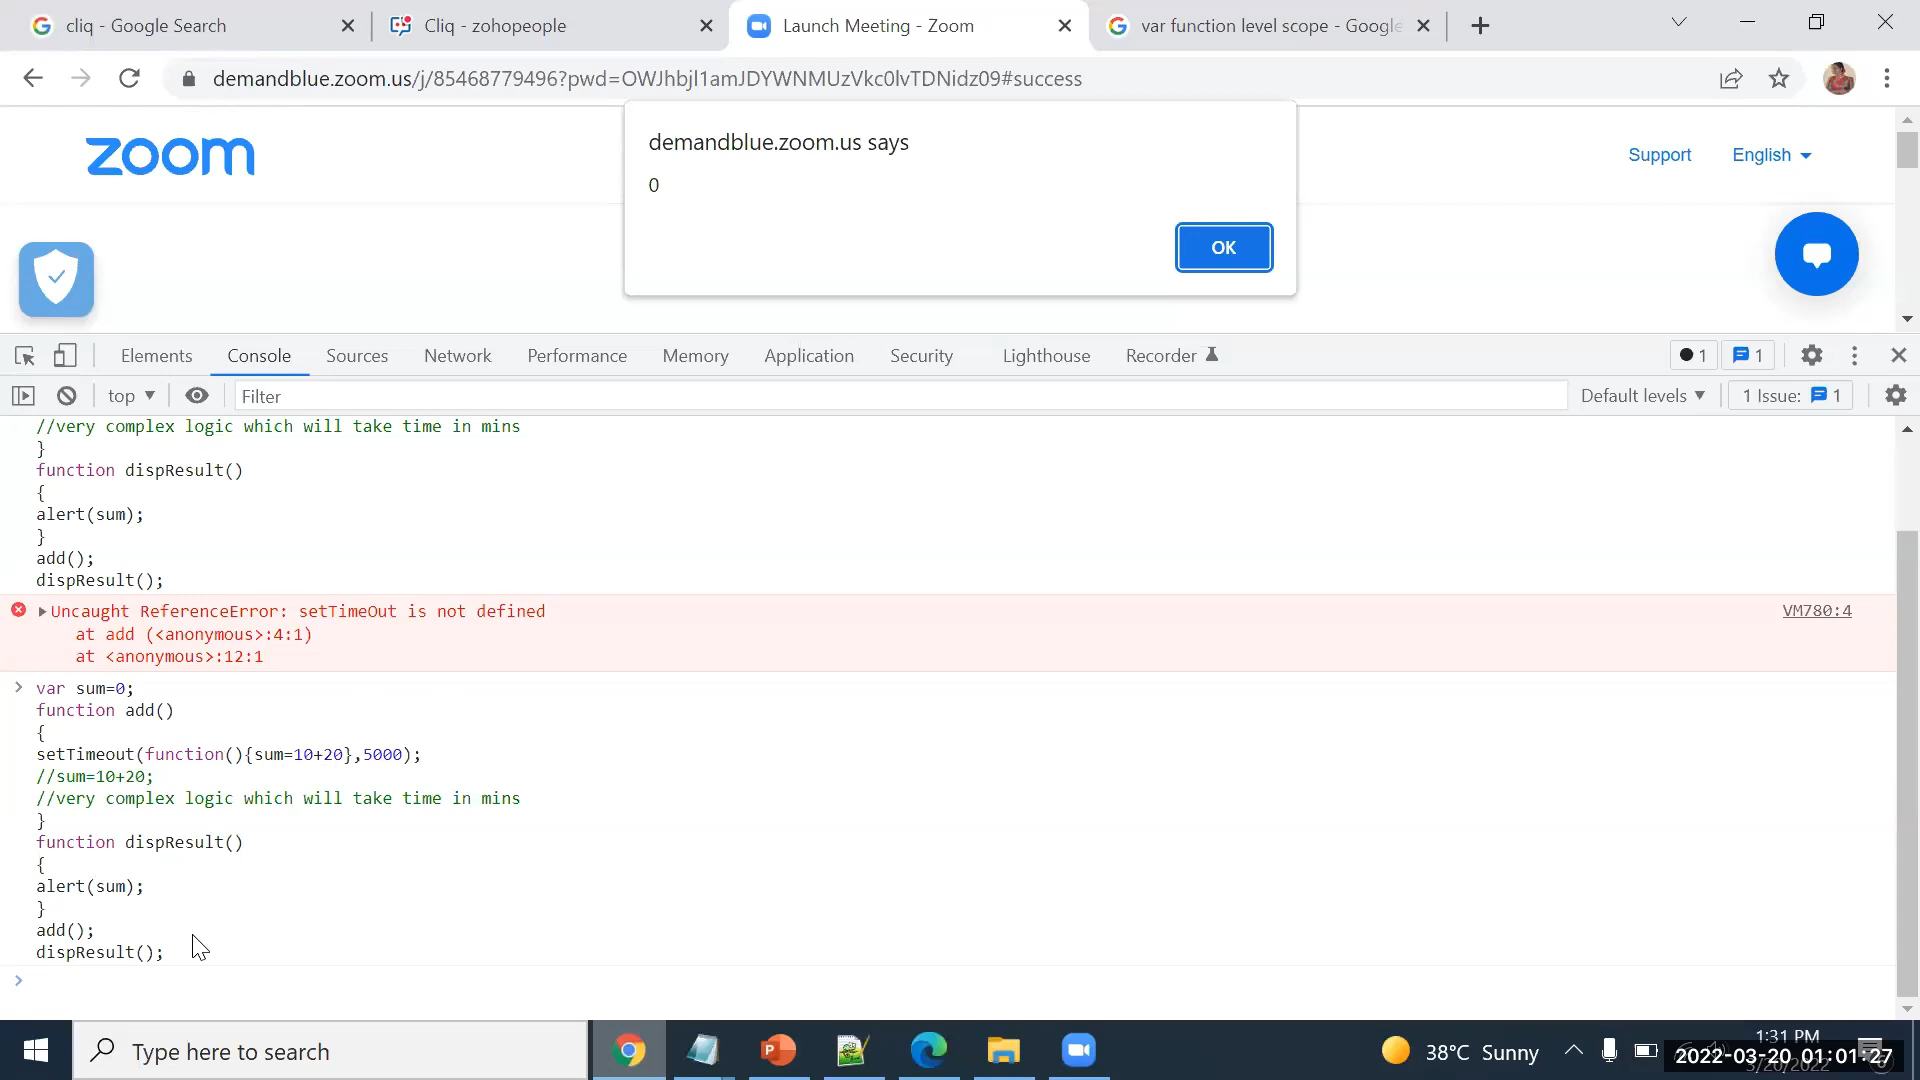 cliq - Google Search
Cliq - zohopeople
Launch Meeting - Zoom
var function level scope - Google
demandblue.zoom.us/j/85468779496?pwd=OWJhbjl1amJDYWNMUzVkc0lvTDNidz09#success
zoom
demandblue.zoom.us says
0
OK
Support
English
Elements
Console
Sources
Network
Performance
Memory
Application
Security
Lighthouse
Recorder
1
1
top
Filter
Default levels
1 Issue:
1
//very complex logic which will take time in mins
}
function dispResult()
{
alert(sum);
}
add();
dispResult();
Uncaught ReferenceError: setTimeOut is not defined
VM780:4
at add (<anonymous>:4:1)
at <anonymous>:12:1
var sum=0;
function add()
{
setTimeout(function(){sum=10+20},5000);
//sum=10+20;
//very complex logic which will take time in mins
}
function dispResult()
{
alert(sum);
}
add();
dispResult();
Type here to search
38°C Sunny
1:31 PM
3/20/2022
2022-03-20 01:01:27